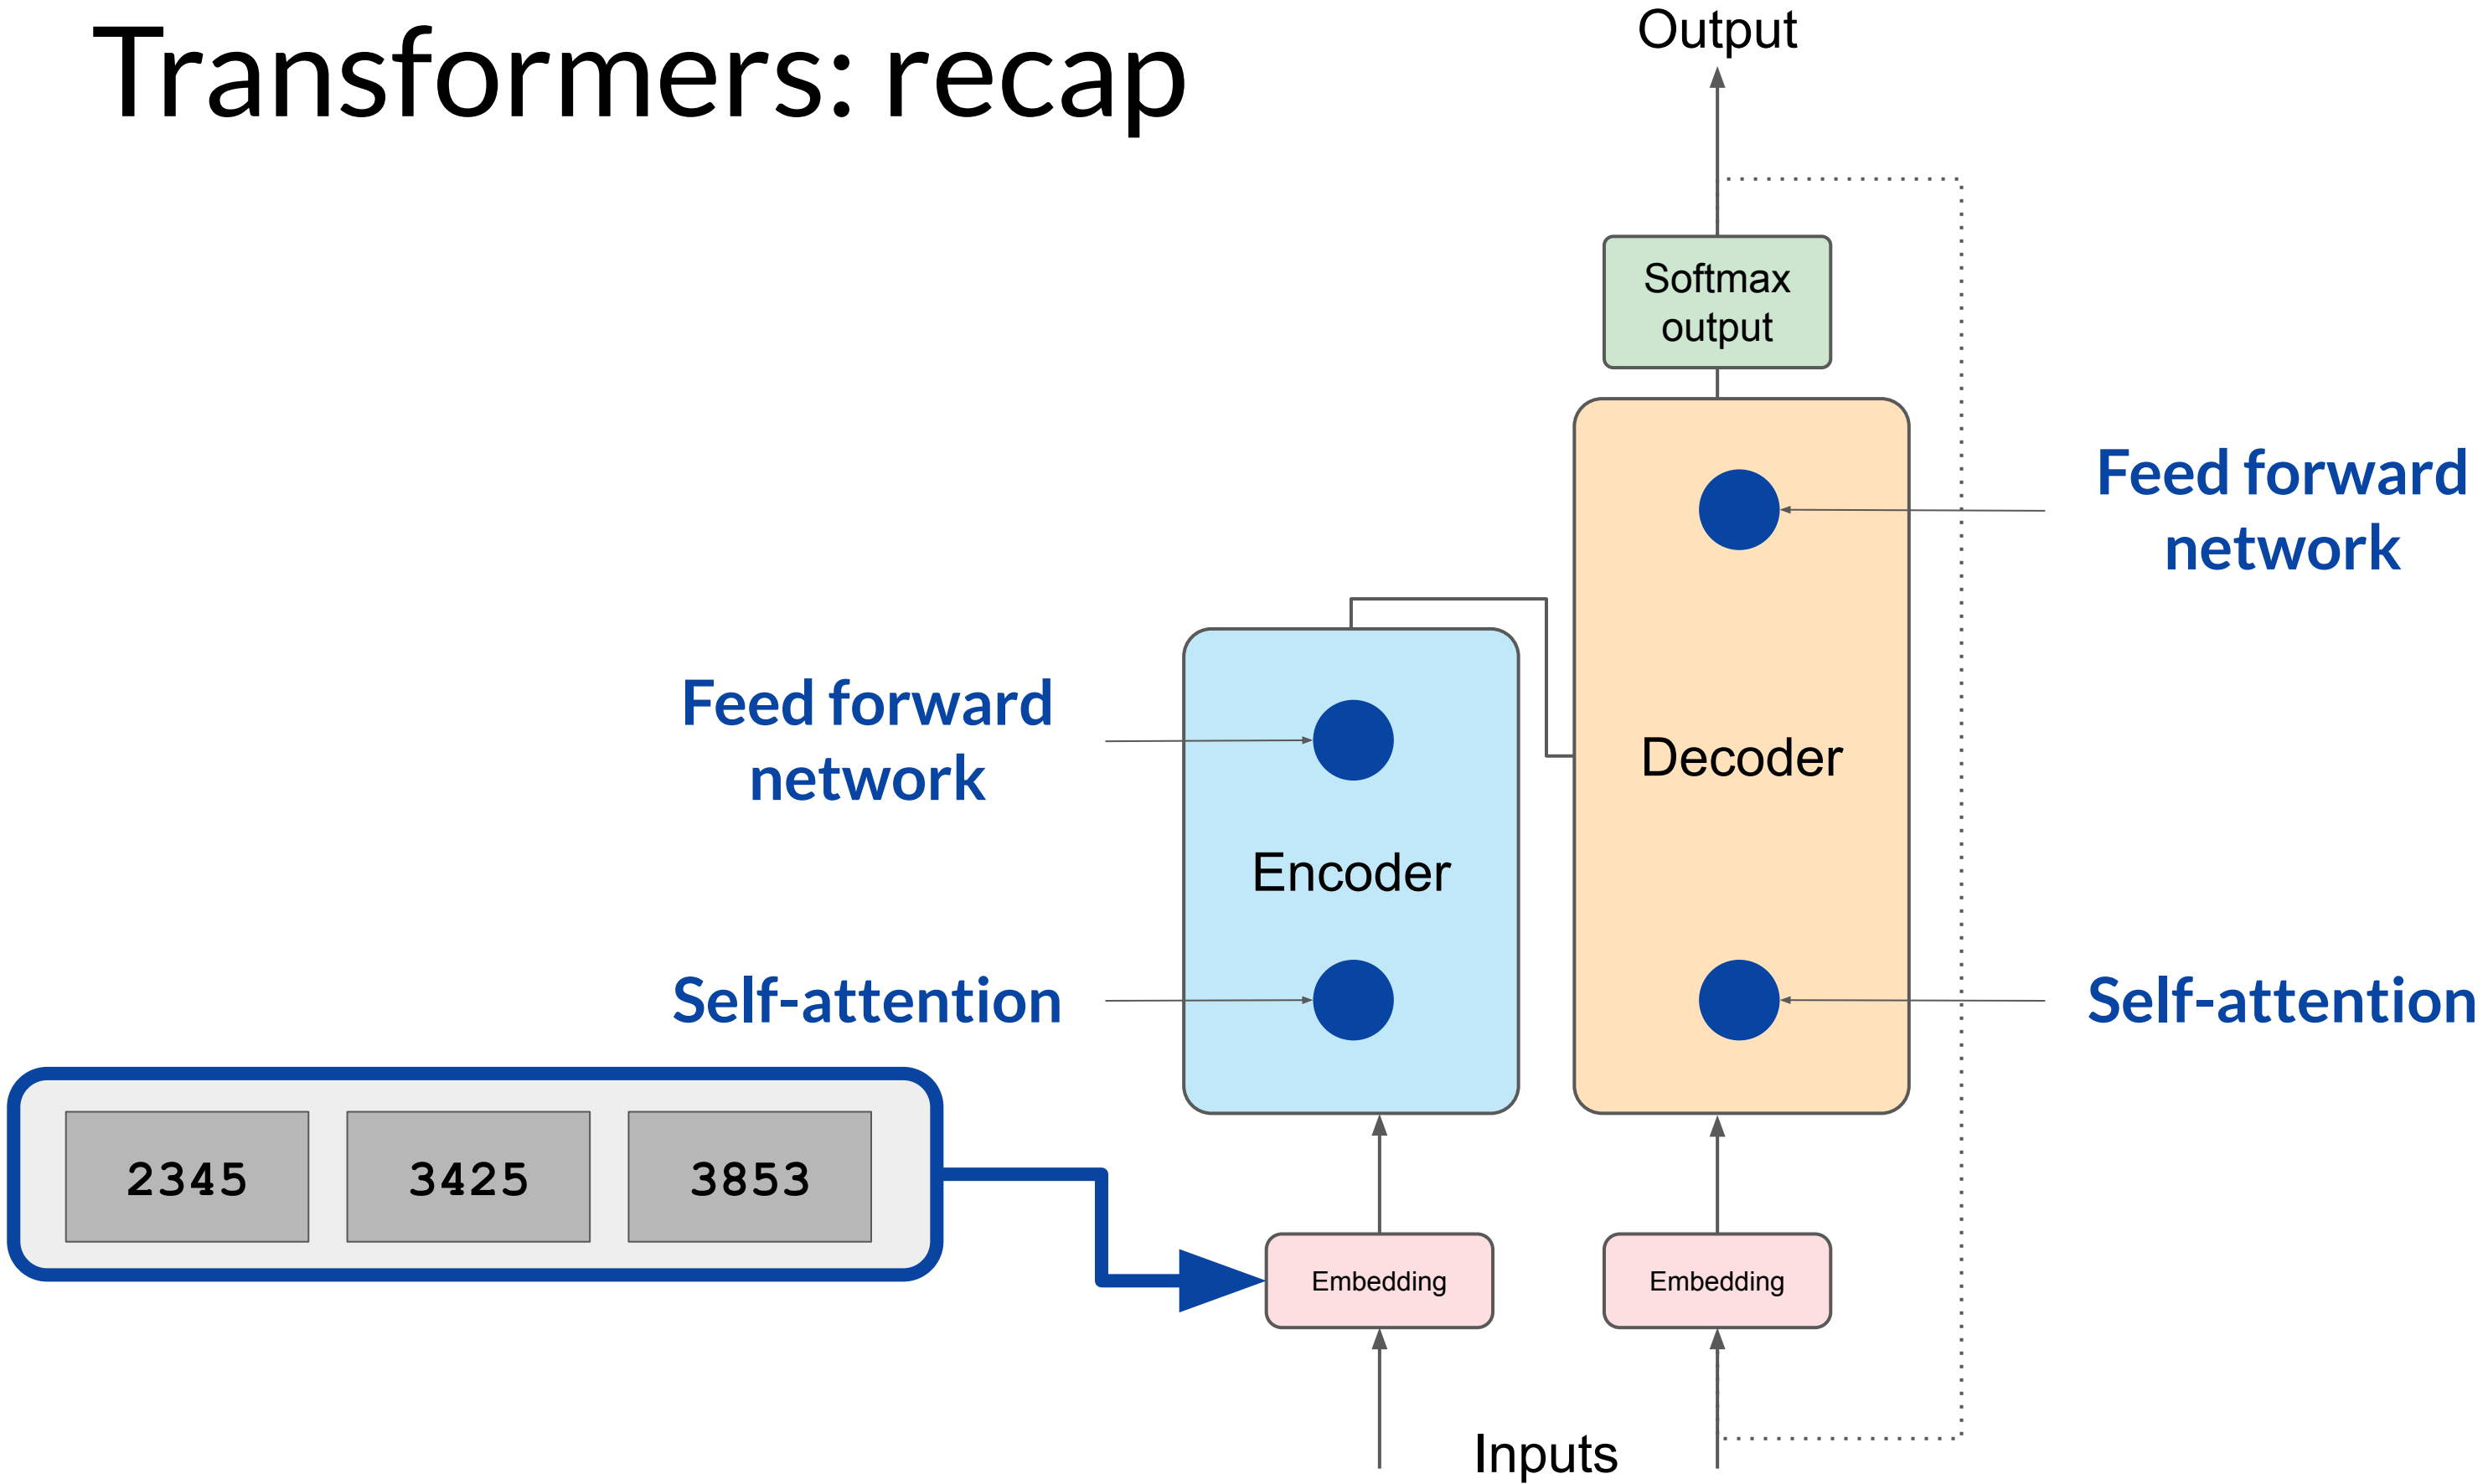 Transformers: recap
Output
Softmax
output
Feed forward
network
Decoder
Feed forward
network
Encoder
Self-attention
Self-attention
2345
3425
3853
Embedding
Embedding
Inputs